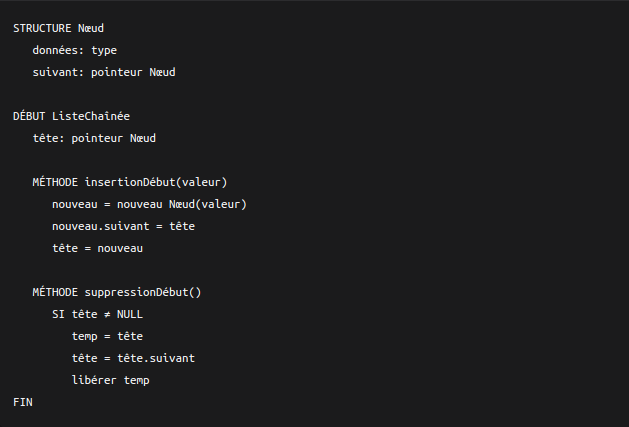 STRUCTURE Nœud
données: type
suivant: pointeur Nœud
DÉBUT ListeChaînée
tête: pointeur Nœud
MÉTHODE insertionDébut(valeur)
nouveau = nouveau Nœud(valeur)
nouveau.suivant = tête
tête = nouveau
MÉTHODE suppressionDébut()
SI tête ≠ NULL
temp = tête
tête = tête.suivant
libérer temp
FIN